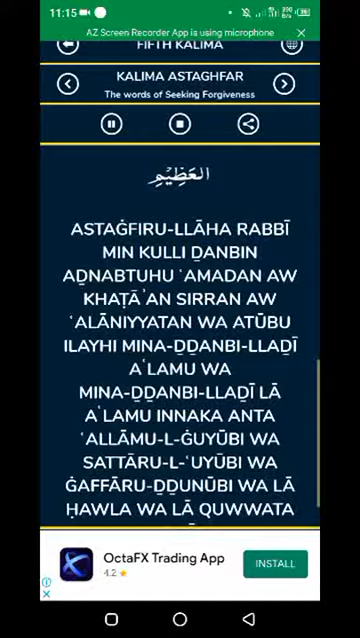 11:15
AZ Screen Recorder App is using microphone
FIFTH KALIMA
KALIMA ASTAGHFAR
The words of Seeking Forgiveness
العَظِيْمِ
ASTAĠFIRU-LLĀHA RABBĪ
MIN KULLI ḎANBIN
AḎNABTUHU ʿAMADAN AW
KHAṬĀʾAN SIRRAN AW
ʿALĀNIYYATAN WA ATŪBU
ILAYHI MINA-ḎḎANBI-LLAḎĪ
AʿLAMU WA
MINA-ḎḎANBI-LLAḎĪ LĀ
AʿLAMU INNAKA ANTA
ʿALLĀMU-L-ĠUYŪBI WA
SATTĀRU-L-ʿUYŪBI WA
ĠAFFĀRU-ḎḎUNŪBI WA LĀ
ḤAWLA WA LĀ QUWWATA
OctaFX Trading App
4.2
INSTALL